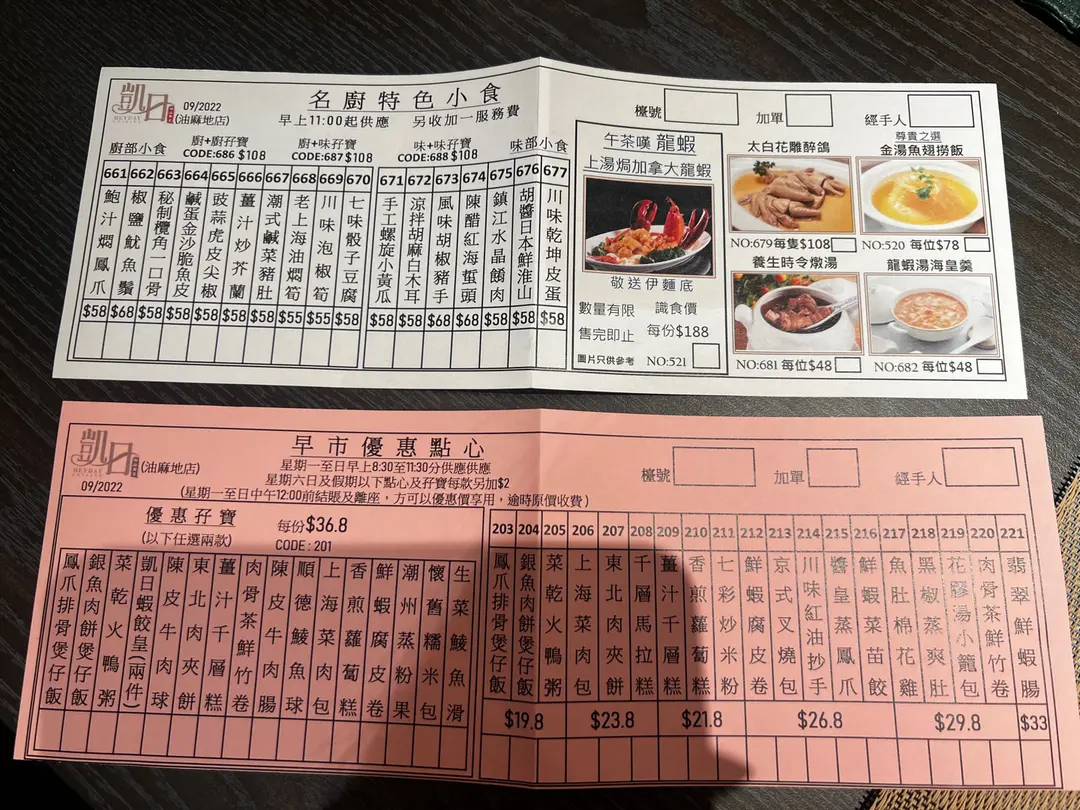 凱日
HEYDAY
09/2022
(油麻地店)
名廚特色小食
早上11:00起供應 另收加一服務費
檯號
加單
經手人
廚部小食
廚+廚孖寶
CODE:686 $108
廚+味孖寶
CODE:687 $108
味+味孖寶
CODE:688 $108
味部小食
661 鮑汁燜鳳爪 $58
662 椒鹽魷魚鬚 $68
663 秘制欖角一口骨 $58
664 鹹蛋金沙脆魚皮 $58
665 豉蒜虎皮尖椒 $58
666 薑汁炒芥蘭 $58
667 潮式鹹菜豬肚 $58
668 老上海油燜筍 $55
669 川味泡椒筍 $55
670 七味骰子豆腐 $58
671 手工螺旋小黃瓜 $58
672 涼拌胡麻白木耳 $58
673 風味胡椒豬手 $68
674 陳醋紅海蜇頭 $68
675 鎮江水晶餚肉 $58
676 胡醬日本鮮淮山 $58
677 川味乾坤皮蛋 $58
午茶嘆龍蝦
上湯焗加拿大龍蝦
敬送伊麵底
數量有限 識食價
售完即止 每份$188
圖片只供參考 NO:521
太白花雕醉鴿
NO:679 每隻$108
尊貴之選
金湯魚翅撈飯
NO:520 每位$78
養生時令燉湯
NO:681 每位$48
龍蝦湯海皇羹
NO:682 每位$48
凱日
HEYDAY
(油麻地店)
09/2022
早市優惠點心
星期一至日早上8:30至11:30分供應供應
星期六日及假期以下點心及孖寶每款另加$2
(星期一至日中午12:00前結賬及離座，方可以優惠價享用，逾時原價收費)
檯號
加單
經手人
優惠孖寶
(以下任選兩款)
每份$36.8
CODE:201
鳳爪排骨煲仔飯
銀魚肉餅煲仔飯
菜乾火鴨粥
凱日蝦餃皇(兩件)
陳皮牛肉球
東北肉夾餅
薑汁千層糕
肉骨茶鮮竹卷
陳皮牛肉腸
順德鯪魚球
上海菜肉包
香煎蘿蔔糕
鮮蝦腐皮卷
潮州蒸粉果
懷舊糯米包
生菜鯪魚滑
203 鳳爪排骨煲仔飯
204 銀魚肉餅煲仔飯
205 菜乾火鴨粥
$19.8
206 上海菜肉包
207 東北肉夾餅
208 千層馬拉糕
$23.8
209 薑汁千層糕
210 香煎蘿蔔糕
211 七彩炒米粉
$21.8
212 鮮蝦腐皮卷
213 京式叉燒包
214 川味紅油抄手
215 醬皇蒸鳳爪
216 鮮蝦菜苗餃
$26.8
217 魚肚棉花雞
218 黑椒蒸爽肚
219 花膠湯小籠包
220 肉骨茶鮮竹卷
$29.8
221 翡翠鮮蝦腸
$33